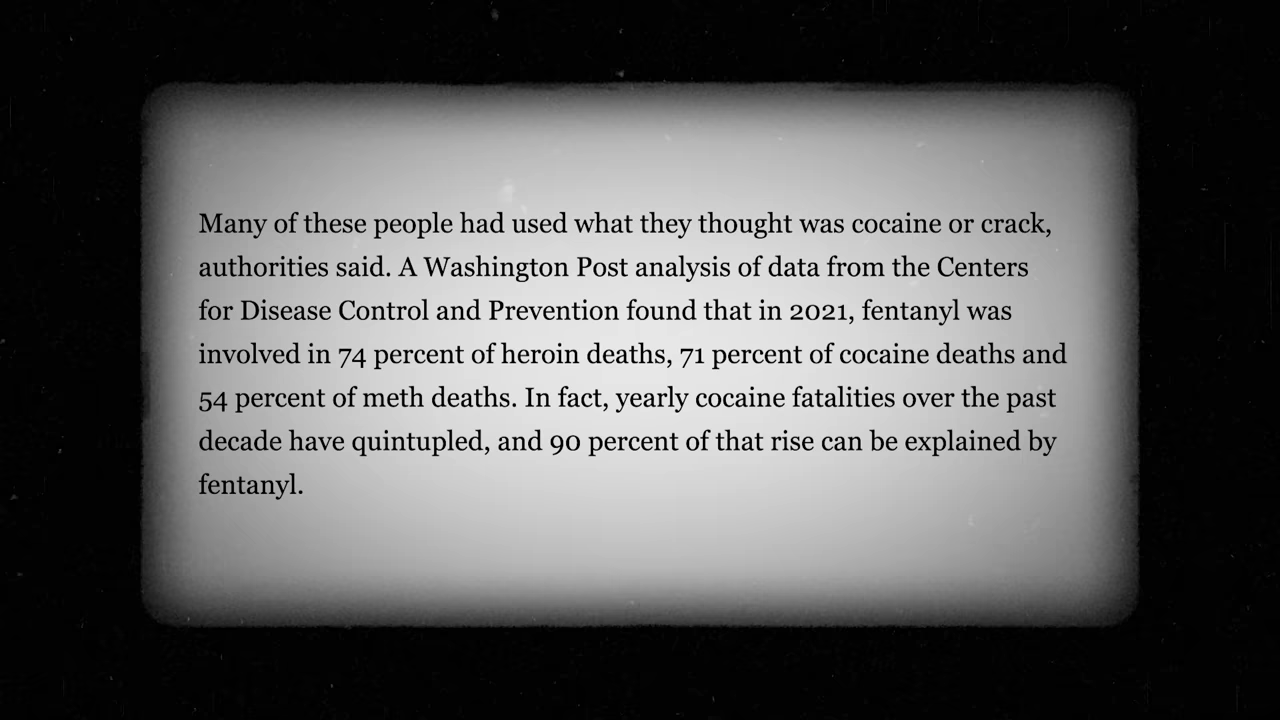 Many of these people had used what they thought was cocaine or crack,
authorities said. A Washington Post analysis of data from the Centers
for Disease Control and Prevention found that in 2021, fentanyl was
involved in 74 percent of heroin deaths, 71 percent of cocaine deaths and
54 percent of meth deaths. In fact, yearly cocaine fatalities over the past
decade have quintupled, and 90 percent of that rise can be explained by
fentanyl.